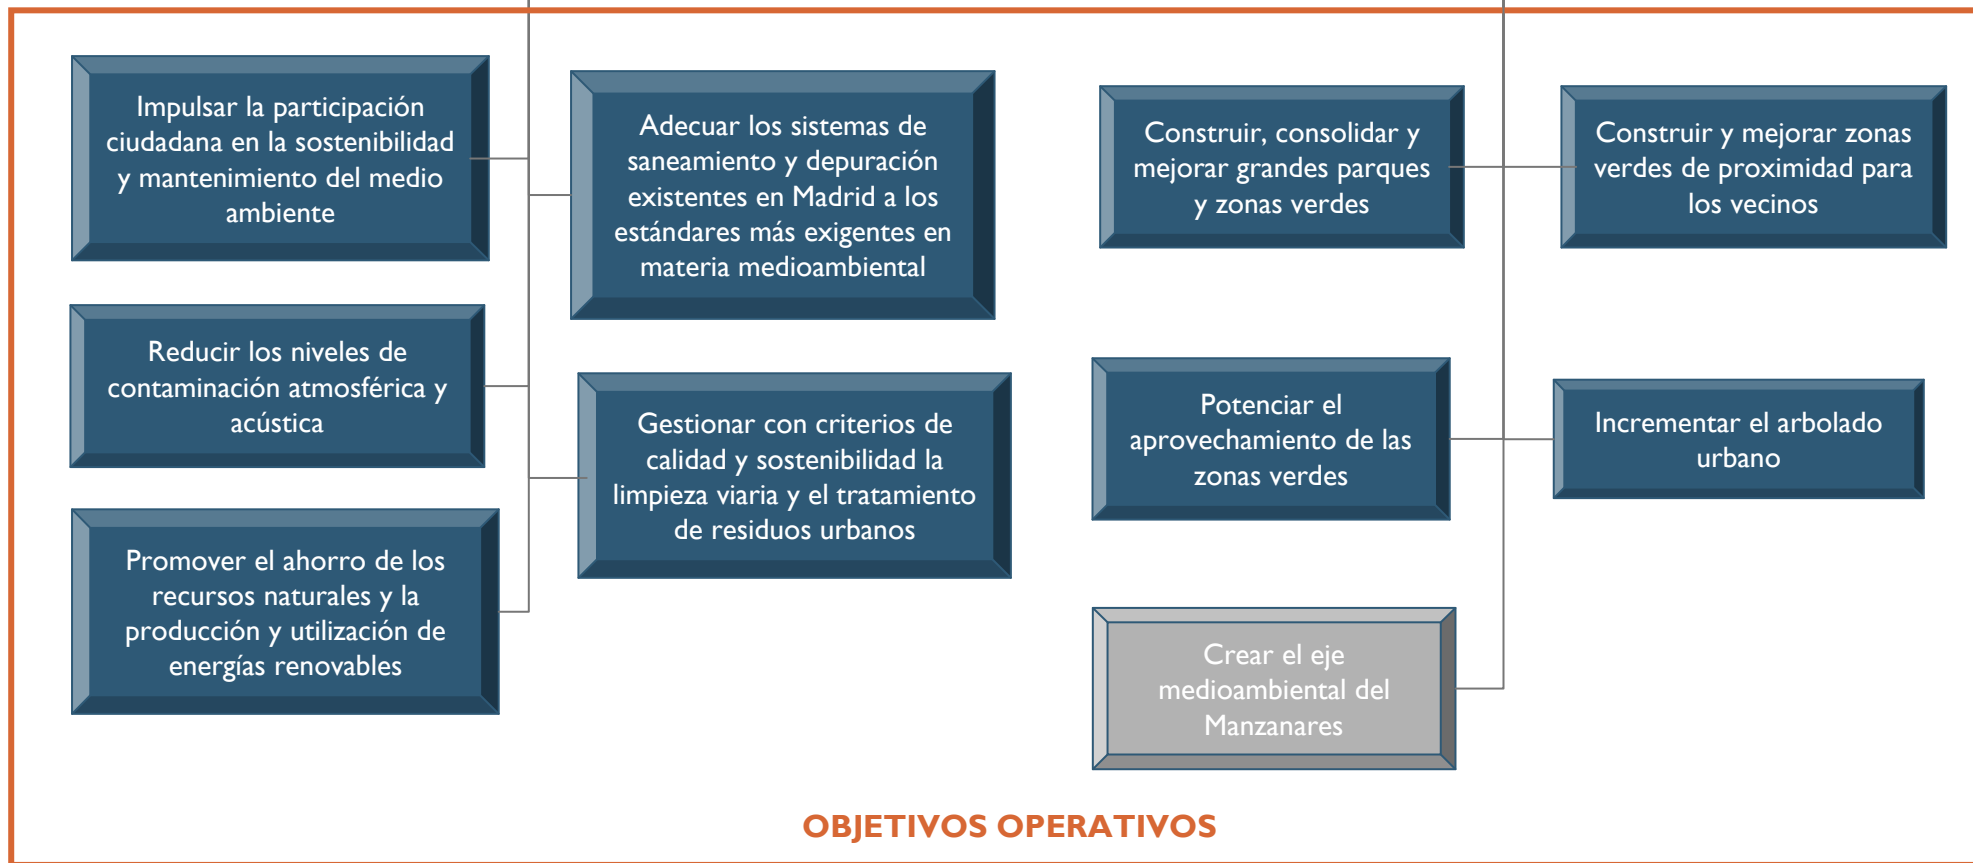 Impulsar la participación
ciudadana en la sostenibilidad
y mantenimiento del medio
ambiente
Adecuar los sistemas de
saneamiento y depuración
existentes en Madrid a los
estándares más exigentes en
materia medioambiental
Reducir los niveles de
contaminación atmosférica y
acústica
Gestionar con criterios de
calidad y sostenibilidad la
limpieza viaria y el tratamiento
de residuos urbanos
Promover el ahorro de los
recursos naturales y la
producción y utilización de
energías renovables
Construir, consolidar y
mejorar grandes parques
y zonas verdes
Construir y mejorar zonas
verdes de proximidad para
los vecinos
Potenciar el
aprovechamiento de las
zonas verdes
Incrementar el arbolado
urbano
Crear el eje
medioambiental del
Manzanares
OBJETIVOS OPERATIVOS